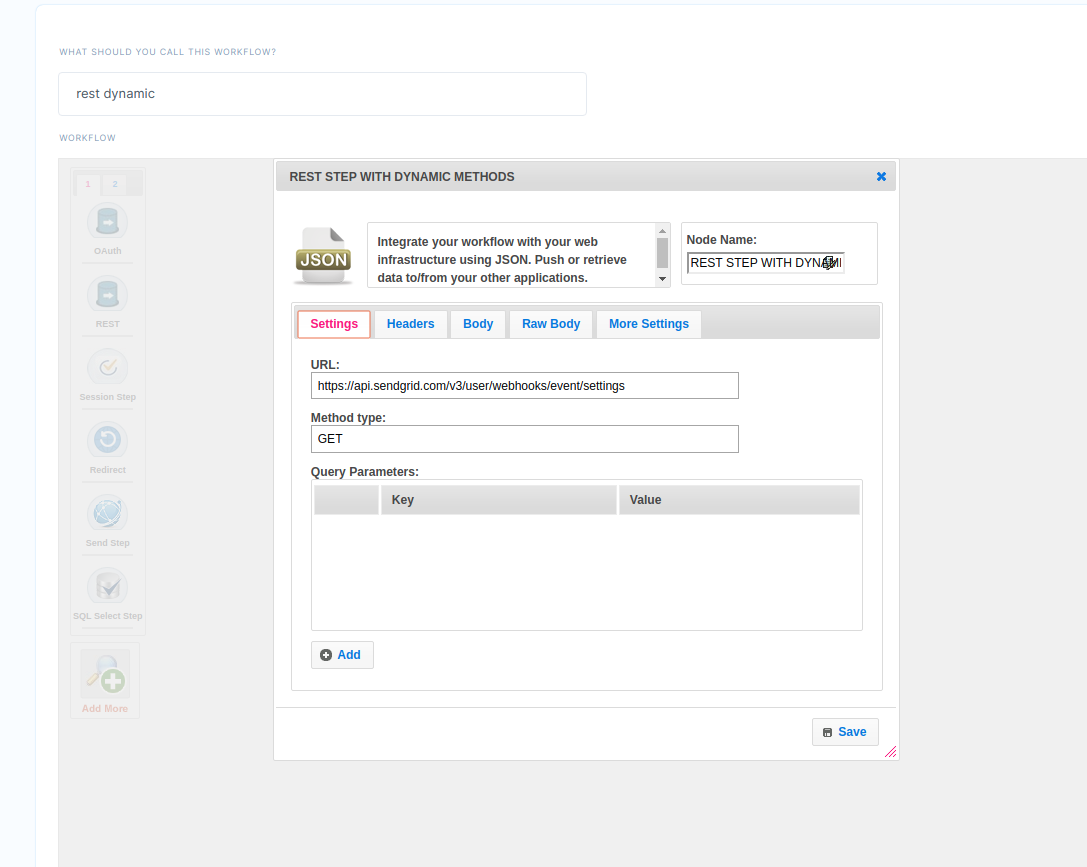 WHAT SHOULD YOU CALL THIS WORKFLOW?
rest dynamic
WORKFLOW
1 2
OAuth
REST
Session Step
Redirect
Send Step
SQL Select Step
Add More
REST STEP WITH DYNAMIC METHODS
JSON
Integrate your workflow with your web
infrastructure using JSON. Push or retrieve
data to/from your other applications.
Node Name:
REST STEP WITH DYNAMI
Settings Headers Body Raw Body More Settings
URL:
https://api.sendgrid.com/v3/user/webhooks/event/settings
Method type:
GET
Query Parameters:
Key Value
Add
Save